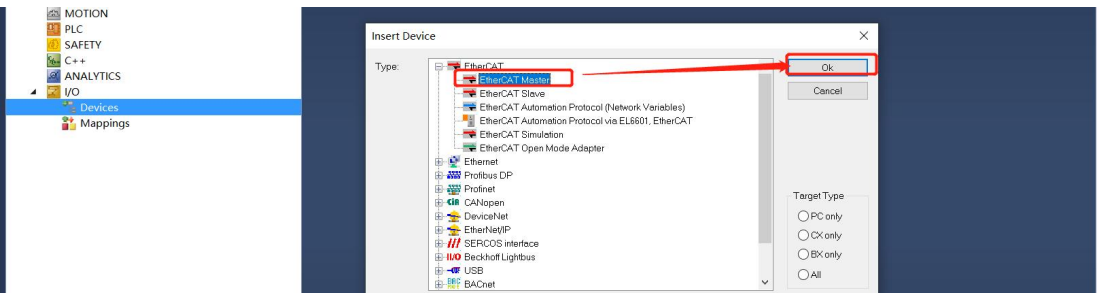 MOTION
PLC
SAFETY
C++
ANALYTICS
I/O
Devices
Mappings
Insert Device
Type:
EtherCAT
EtherCAT Master
EtherCAT Slave
EtherCAT Automation Protocol (Network Variables)
EtherCAT Automation Protocol via EL6601, EtherCAT
EtherCAT Simulation
EtherCAT Open Mode Adapter
Ethernet
Profibus DP
Profinet
CANopen
DeviceNet
EtherNet/IP
SERCOS interface
Beckhoff Lightbus
USB
BACnet
Ok
Cancel
Target Type
PC only
CX only
BX only
All